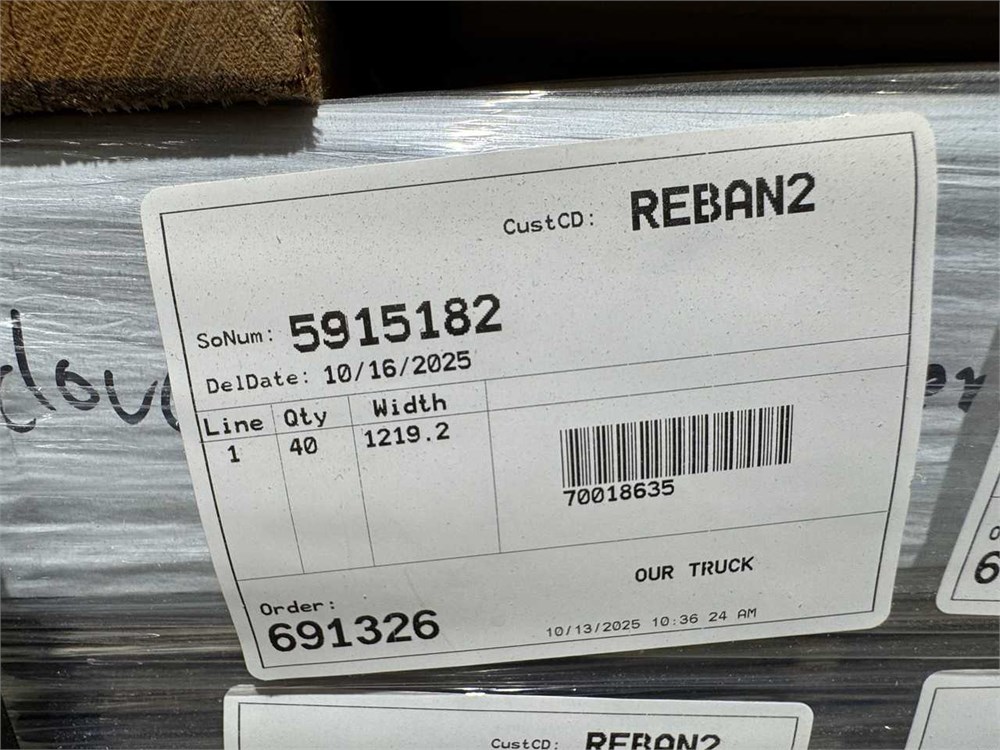 CustCD: REBAN2
SoNum: 5915182
DelDate: 10/16/2025
Line Qty Width
1 40 1219.2
70018635
OUR TRUCK
Order:
691326
10/13/2025 10:36 24 AM
CustCD: REBAN2